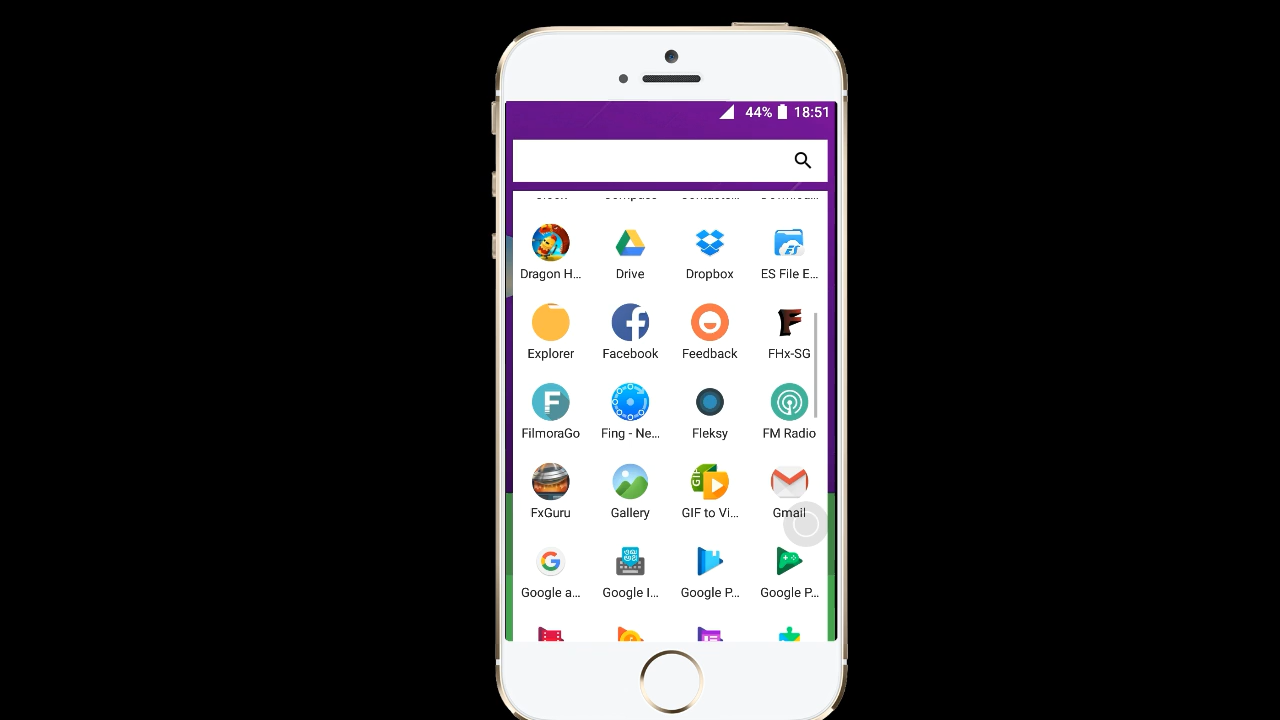 44% 18:51
Dragon H... Drive Dropbox ES File E...
Explorer Facebook Feedback FHx-SG
FilmoraGo Fing - Ne... Fleksy FM Radio
FxGuru Gallery GIF to Vi... Gmail
Google a... Google I... Google P... Google P...